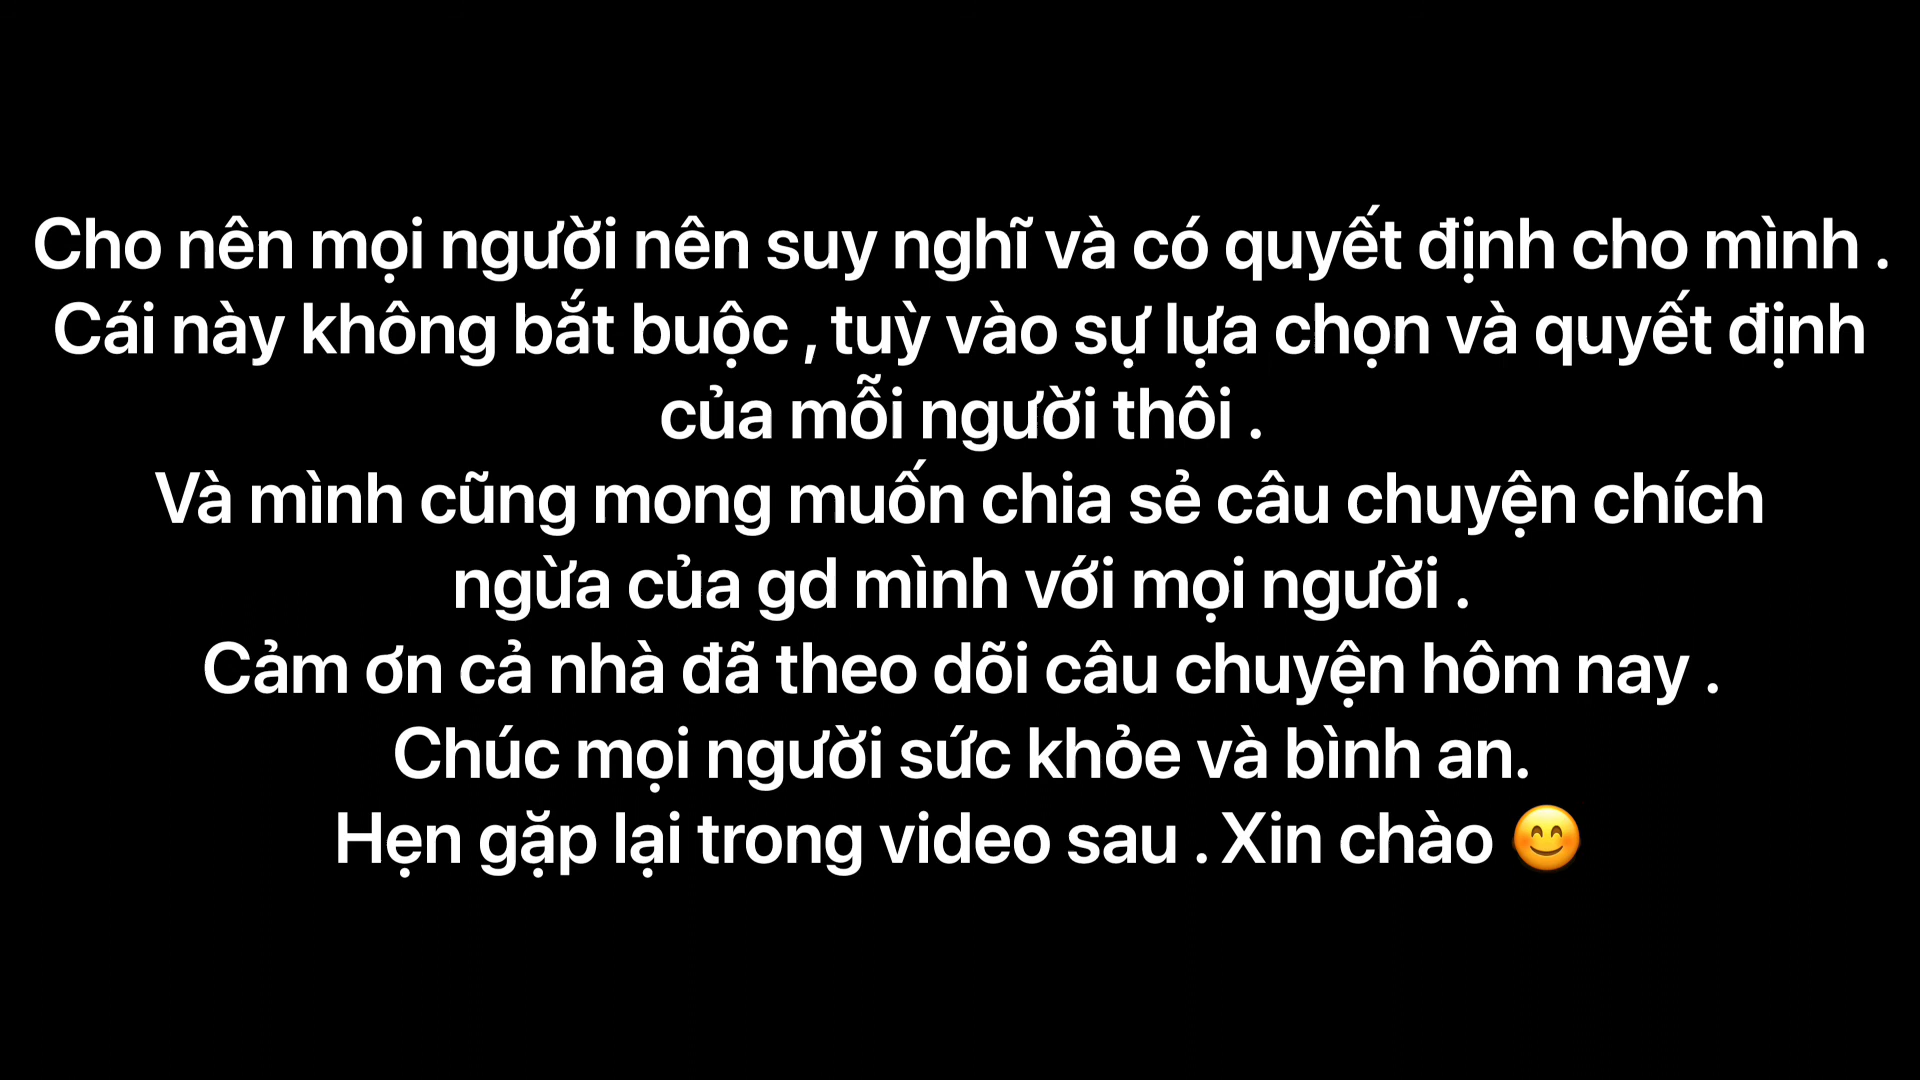 Cho nên mọi người nên suy nghĩ và có quyết định cho mình .
Cái này không bắt buộc , tuỳ vào sự lựa chọn và quyết định
của mỗi người thôi .
Và mình cũng mong muốn chia sẻ câu chuyện chích
ngừa của gd mình với mọi người .
Cảm ơn cả nhà đã theo dõi câu chuyện hôm nay .
Chúc mọi người sức khỏe và bình an.
Hẹn gặp lại trong video sau . Xin chào 😊